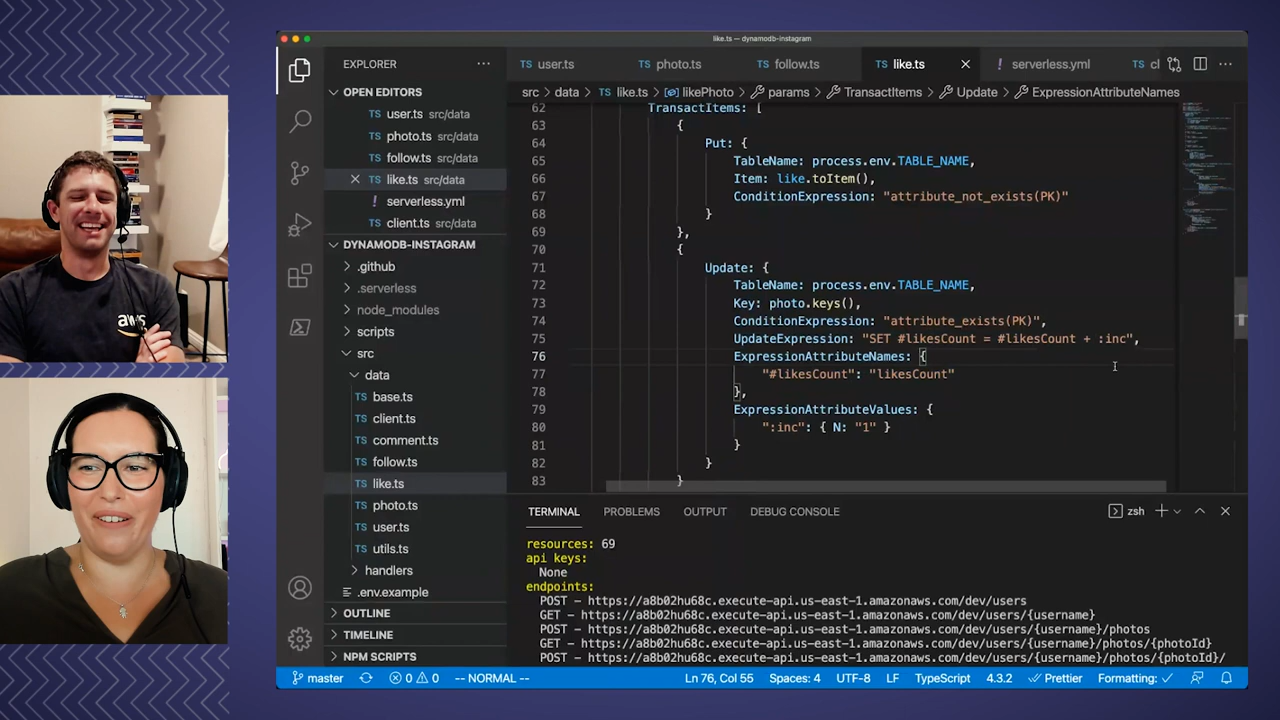 like.ts — dynamodb-instagram
EXPLORER
OPEN EDITORS
user.ts src/data
photo.ts src/data
follow.ts src/data
like.ts src/data
serverless.yml
client.ts src/data
DYNAMODB-INSTAGRAM
.github
.serverless
node_modules
scripts
src
data
base.ts
client.ts
comment.ts
follow.ts
like.ts
photo.ts
user.ts
utils.ts
handlers
.env.example
OUTLINE
TIMELINE
NPM SCRIPTS
TS user.ts TS photo.ts TS follow.ts TS like.ts ! serverless.yml TS cl
src > data > TS like.ts > likePhoto > params > TransactItems > Update > ExpressionAttributeNames
62 TransactItems: [
63 {
64 Put: {
65 TableName: process.env.TABLE_NAME,
66 Item: like.toItem(),
67 ConditionExpression: "attribute_not_exists(PK)"
68 }
69 },
70 {
71 Update: {
72 TableName: process.env.TABLE_NAME,
73 Key: photo.keys(),
74 ConditionExpression: "attribute_exists(PK)",
75 UpdateExpression: "SET #likesCount = #likesCount + :inc",
76 ExpressionAttributeNames: {
77 "#likesCount": "likesCount"
78 },
79 ExpressionAttributeValues: {
80 ":inc": { N: "1" }
81 }
82 }
83 }
TERMINAL PROBLEMS OUTPUT DEBUG CONSOLE zsh
resources: 69
api keys:
None
endpoints:
POST - https://a8b02hu68c.execute-api.us-east-1.amazonaws.com/dev/users
GET - https://a8b02hu68c.execute-api.us-east-1.amazonaws.com/dev/users/{username}
POST - https://a8b02hu68c.execute-api.us-east-1.amazonaws.com/dev/users/{username}/photos
GET - https://a8b02hu68c.execute-api.us-east-1.amazonaws.com/dev/users/{username}/photos/{photoId}
POST - https://a8b02hu68c.execute-api.us-east-1.amazonaws.com/dev/users/{username}/photos/{photoId}/
master 0 0 -- NORMAL -- Ln 76, Col 55 Spaces: 4 UTF-8 LF TypeScript 4.3.2 Prettier Formatting:
aws